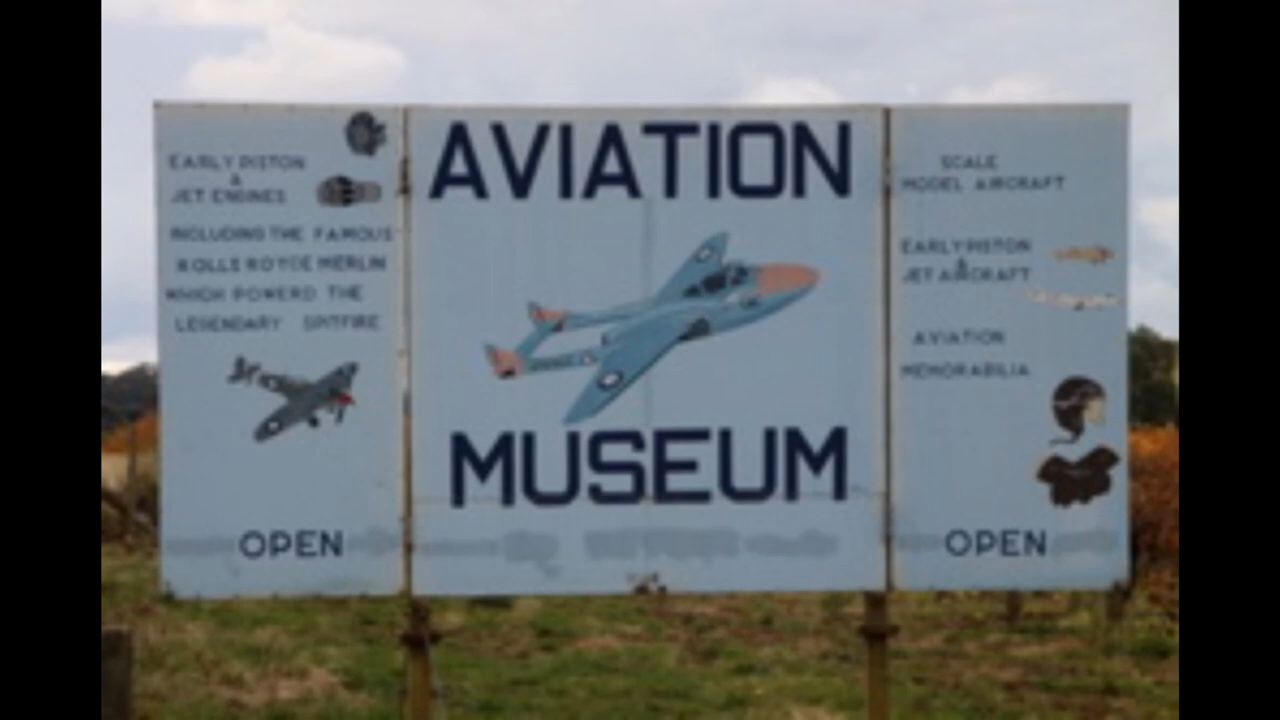 EARLY PISTON
&
JET ENGINES
INCLUDING THE FAMOUS
ROLLS ROYCE MERLIN
WHICH POWERD THE
LEGENDARY SPITFIRE
OPEN
AVIATION
MUSEUM
SCALE
MODEL AIRCRAFT
EARLY PISTON
&
JET AIRCRAFT
AVIATION
MEMORABILIA
OPEN